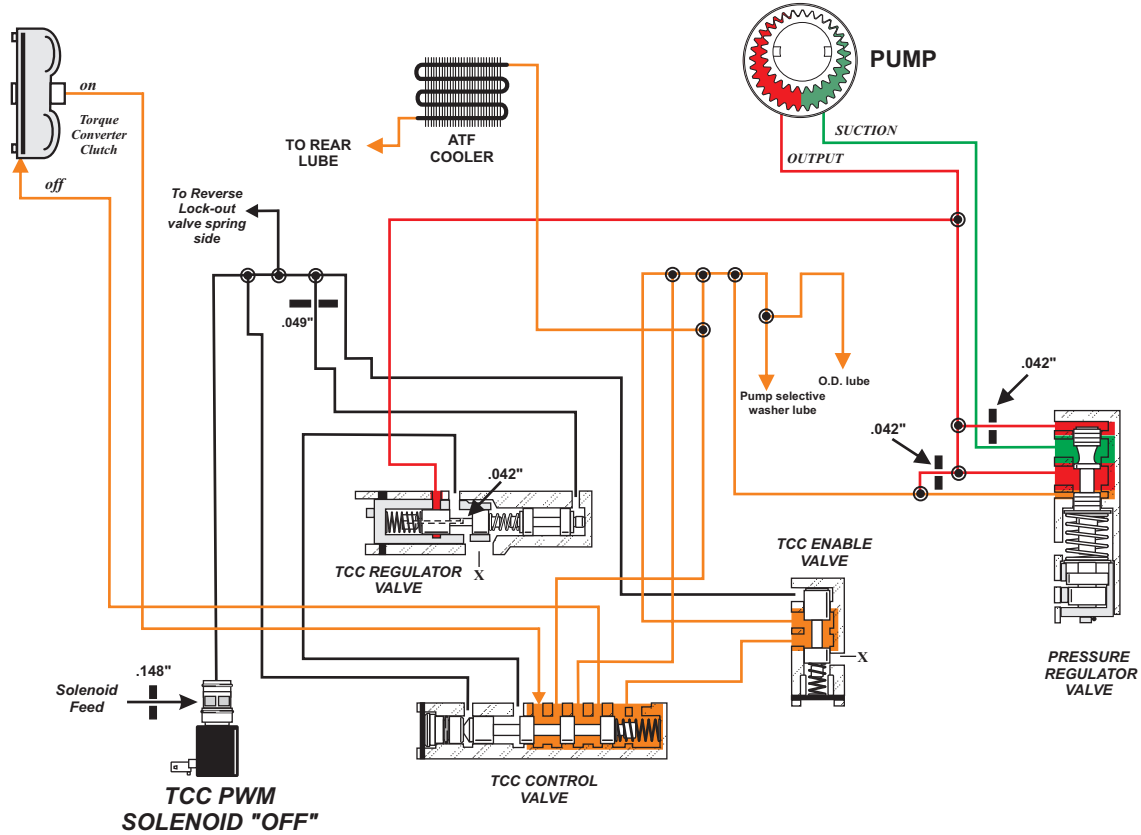 PUMP
on
Torque
Converter
Clutch
off
TO REAR
LUBE
ATF
COOLER
SUCTION
OUTPUT
To Reverse
Lock-out
valve spring
side
.049"
Pump selective
washer lube
O.D. lube
.042"
.042"
.042"
TCC REGULATOR
VALVE
X
TCC ENABLE
VALVE
X
PRESSURE
REGULATOR
VALVE
Solenoid
Feed
.148"
TCC CONTROL
VALVE
TCC PWM
SOLENOID "OFF"